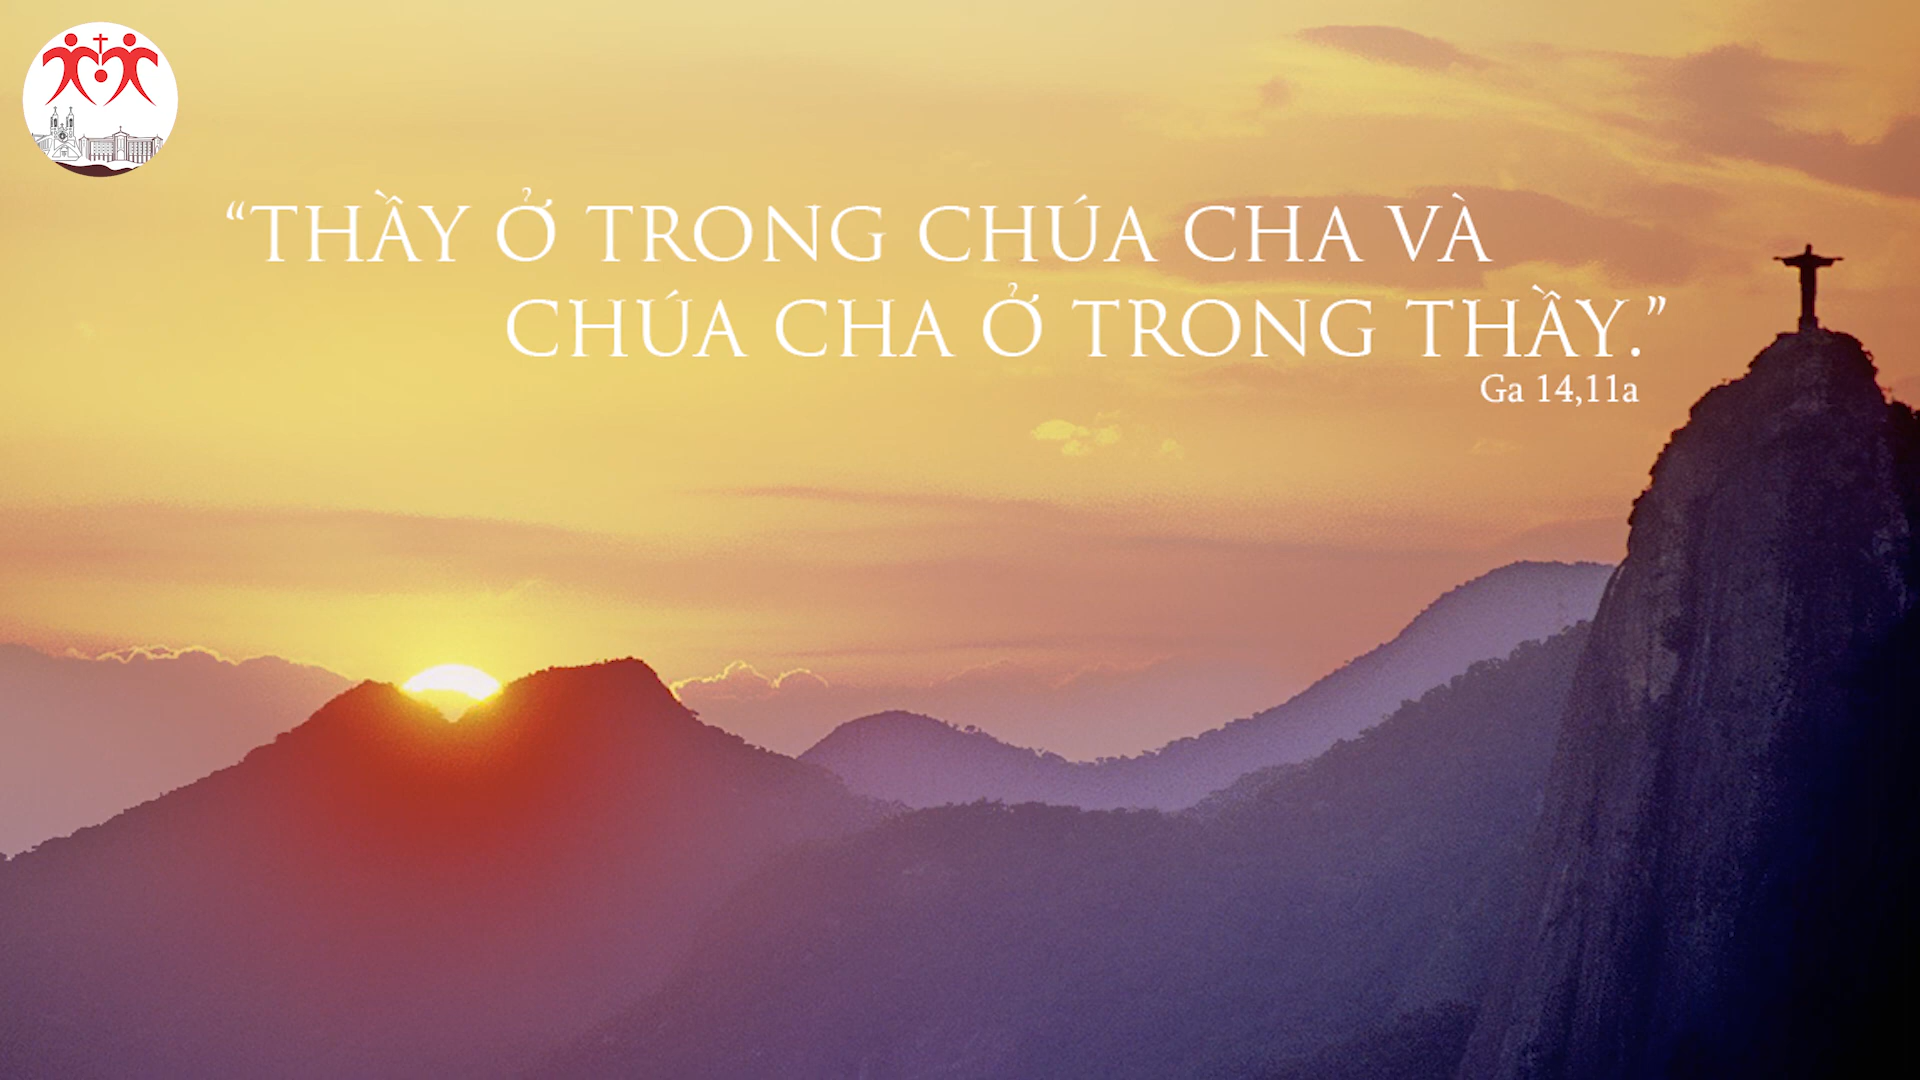 “THẦY Ở TRONG CHÚA CHA VÀ
CHÚA CHA Ở TRONG THẦY.”
Ga 14,11a